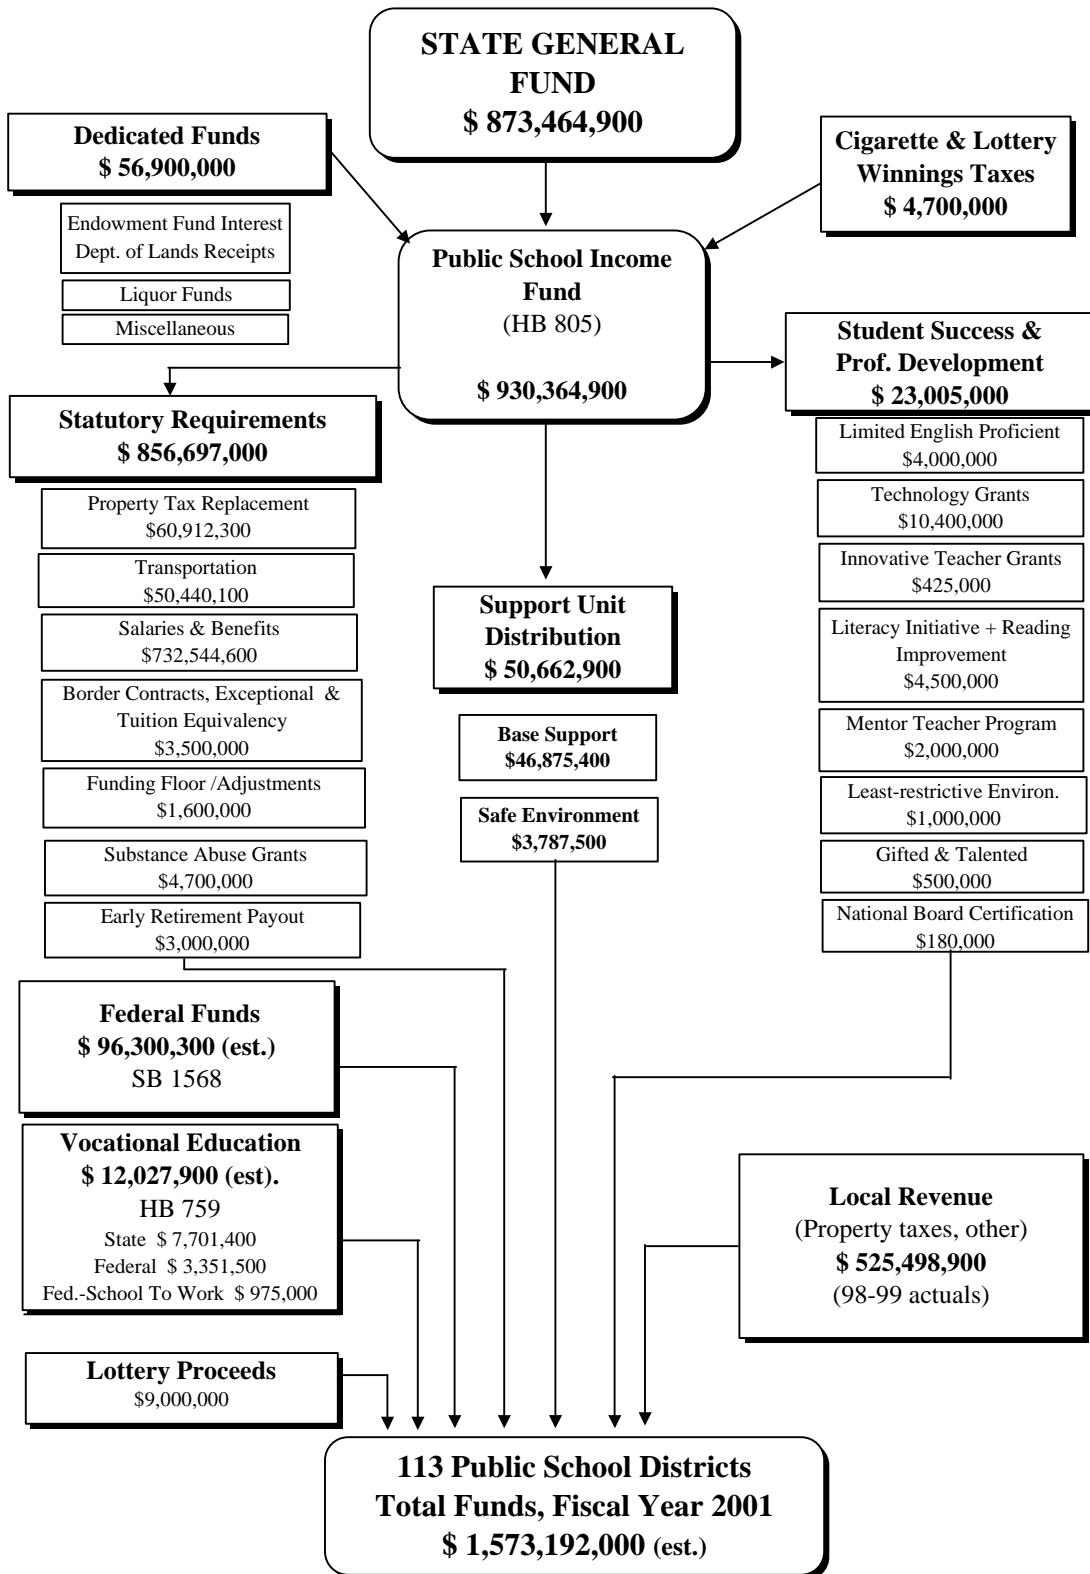 STATE GENERAL
FUND
$ 873,464,900
Dedicated Funds
$ 56,900,000
Endowment Fund Interest
Dept. of Lands Receipts
Liquor Funds
Miscellaneous
Cigarette & Lottery
Winnings Taxes
$ 4,700,000
Public School Income
Fund
(HB 805)
$ 930,364,900
Statutory Requirements
$ 856,697,000
Property Tax Replacement
$60,912,300
Transportation
$50,440,100
Salaries & Benefits
$732,544,600
Border Contracts, Exceptional &
Tuition Equivalency
$3,500,000
Funding Floor /Adjustments
$1,600,000
Substance Abuse Grants
$4,700,000
Early Retirement Payout
$3,000,000
Support Unit
Distribution
$ 50,662,900
Base Support
$46,875,400
Safe Environment
$3,787,500
Student Success &
Prof. Development
$ 23,005,000
Limited English Proficient
$4,000,000
Technology Grants
$10,400,000
Innovative Teacher Grants
$425,000
Literacy Initiative + Reading
Improvement
$4,500,000
Mentor Teacher Program
$2,000,000
Least-restrictive Environ.
$1,000,000
Gifted & Talented
$500,000
National Board Certification
$180,000
Federal Funds
$ 96,300,300 (est.)
SB 1568
Vocational Education
$ 12,027,900 (est).
HB 759
State $ 7,701,400
Federal $ 3,351,500
Fed.-School To Work $ 975,000
Local Revenue
(Property taxes, other)
$ 525,498,900
(98-99 actuals)
Lottery Proceeds
$9,000,000
113 Public School Districts
Total Funds, Fiscal Year 2001
$ 1,573,192,000 (est.)